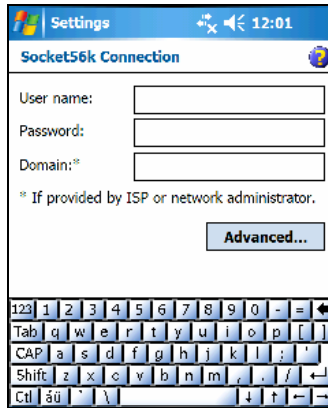 Settings 12:01
Socket56k Connection ?
User name:
Password:
Domain:*
* If provided by ISP or network administrator.
Advanced...
123 1 2 3 4 5 6 7 8 9 0 - =
Tab q w e r t y u i o p [ ]
CAP a s d f g h j k l ; '
Shift z x c v b n m , . /
Ctl áü ` \